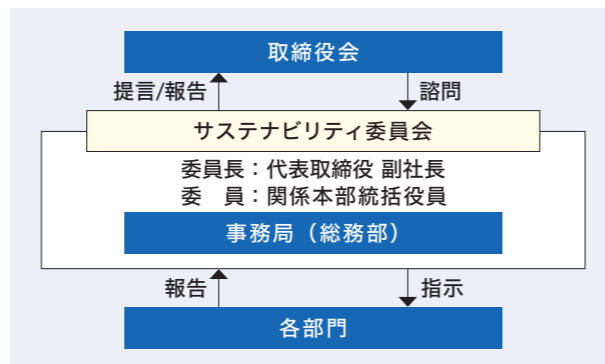 取締役会
提言/報告
諮問
サステナビリティ委員会
委員長：代表取締役 副社長
委　員：関係本部統括役員
事務局（総務部）
報告
指示
各部門